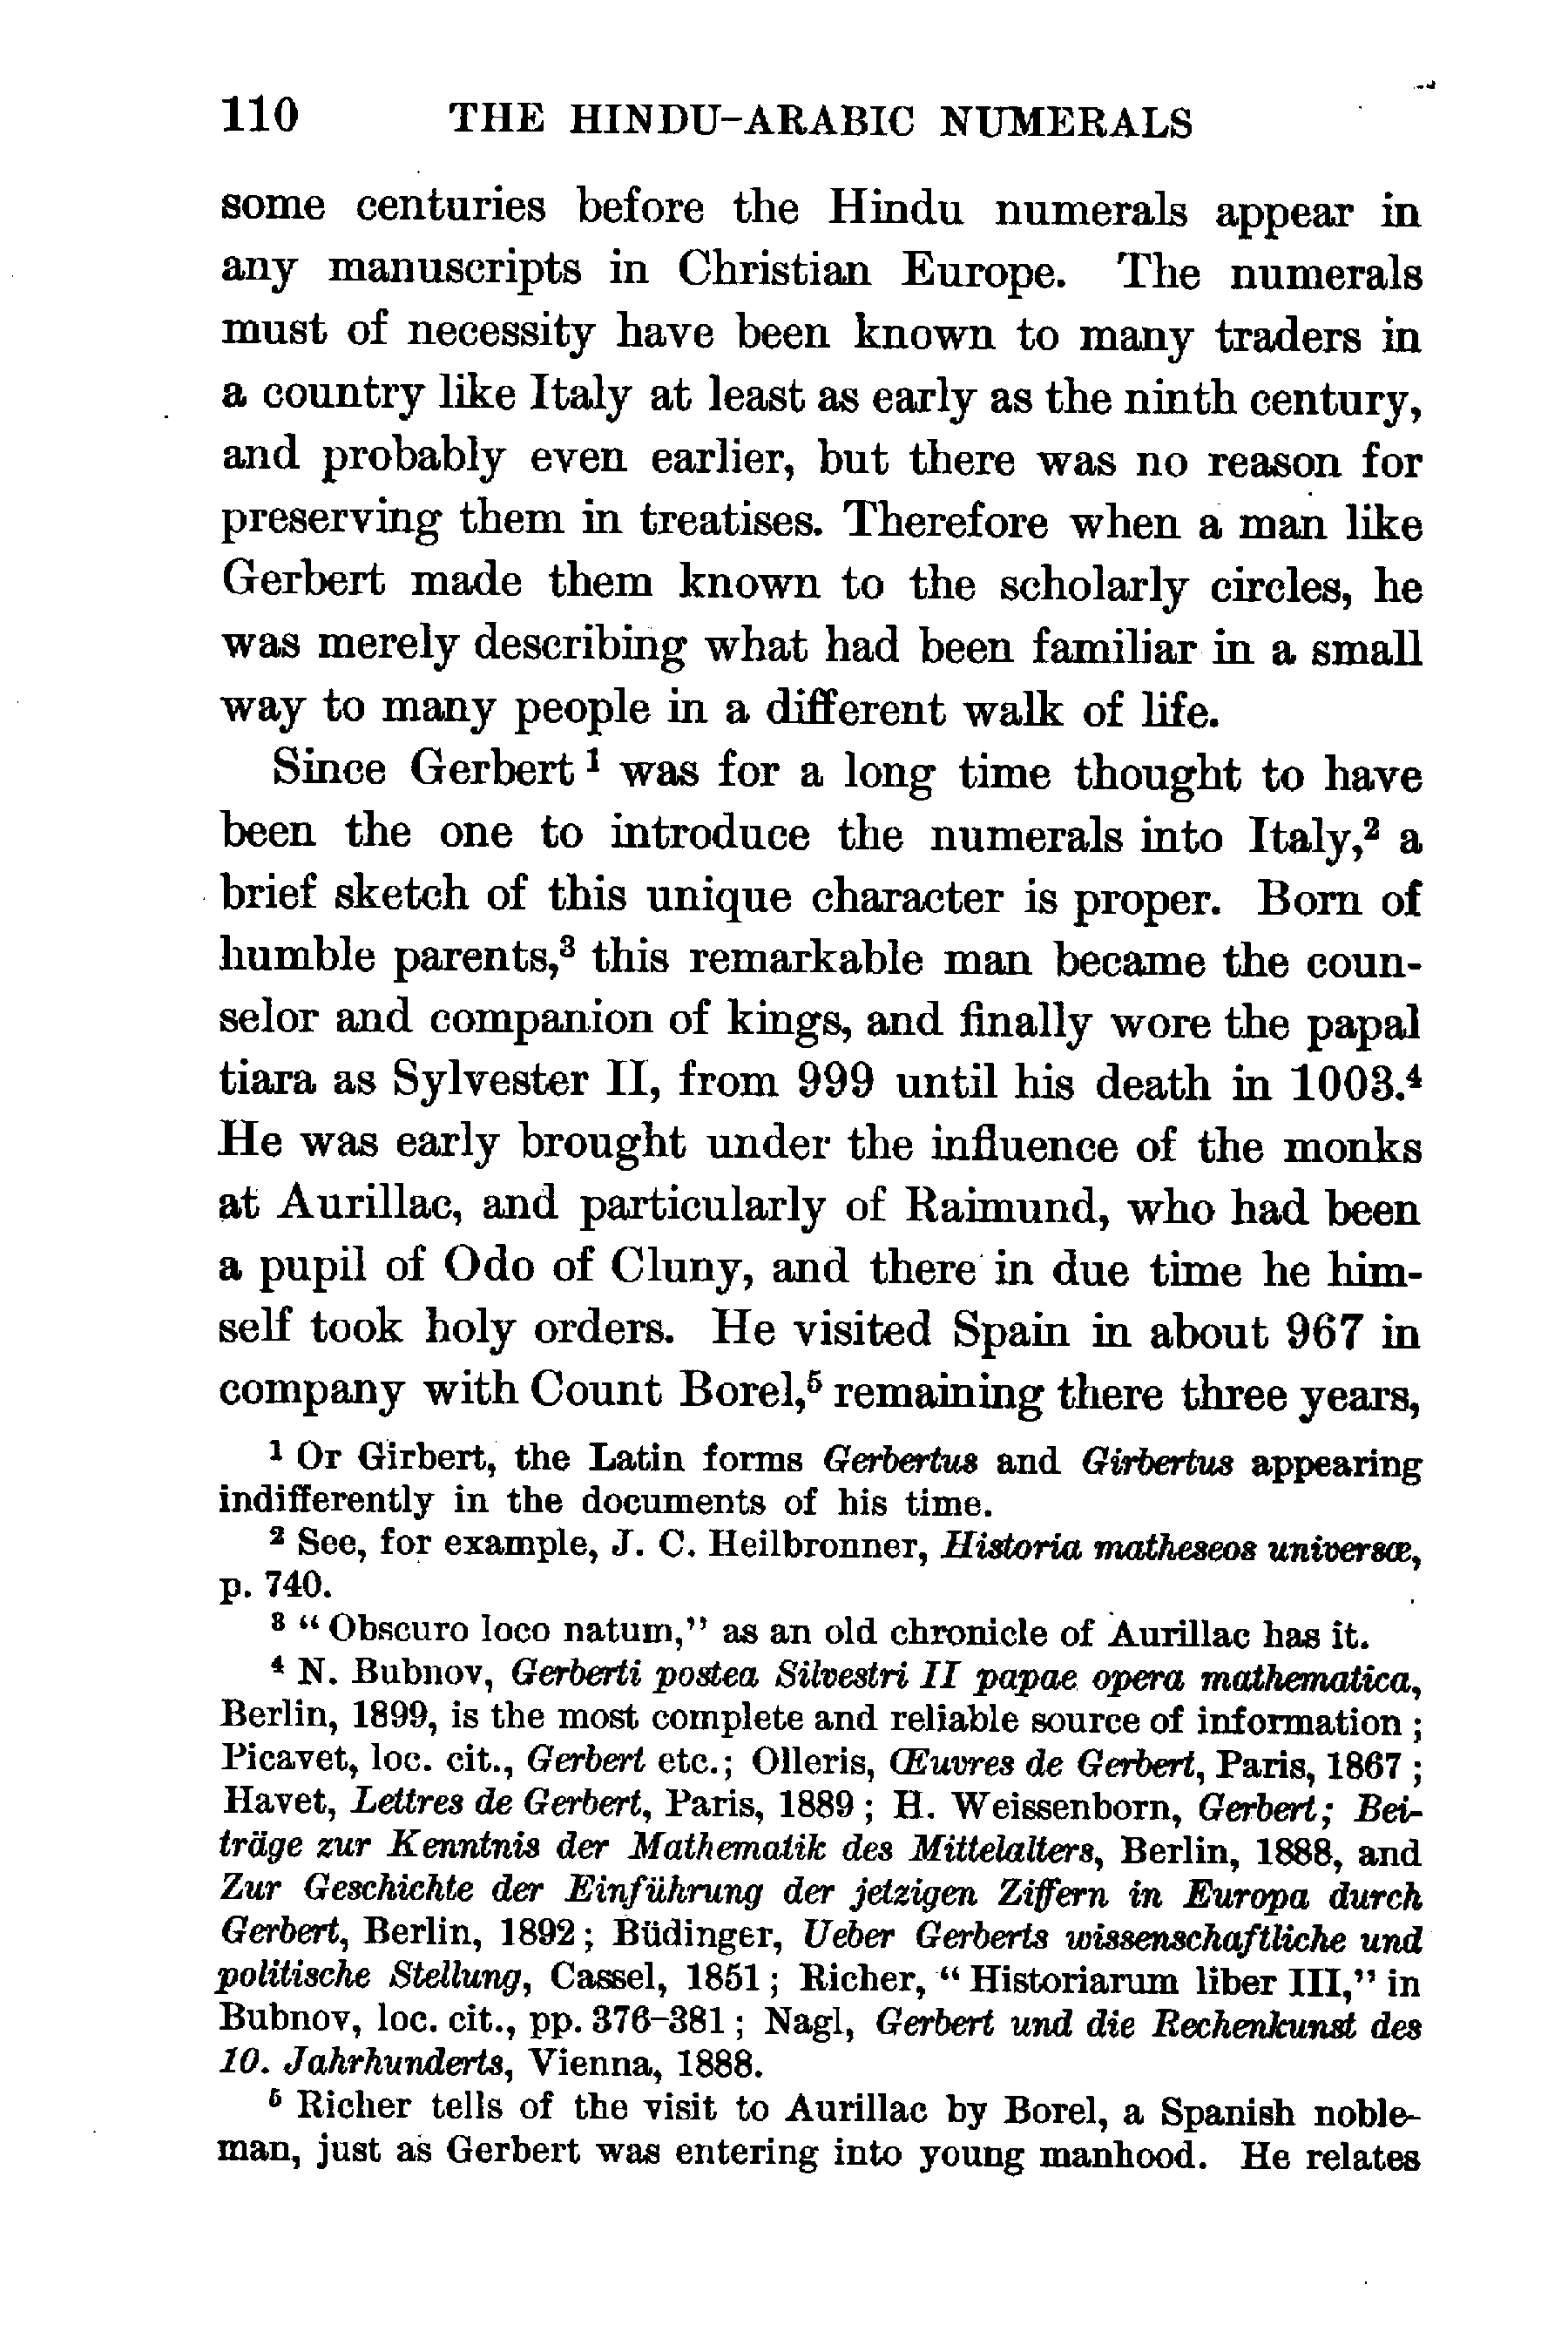 110 THE HINDU-ARABIC NUMERALS
some centuries before the Hindu numerals appear in
any manuscripts in Christian Europe. The numerals
must of necessity have been known to many traders in
a country like Italy at least as early as the ninth century,
and probably even earlier, but there was no reason for
preserving them in treatises. Therefore when a man like
Gerbert made them known to the scholarly circles, he
was merely describing what had been familiar in a small
way to many people in a different walk of life.
Since Gerbert¹ was for a long time thought to have
been the one to introduce the numerals into Italy,² a
brief sketch of this unique character is proper. Born of
humble parents,³ this remarkable man became the coun-
selor and companion of kings, and finally wore the papal
tiara as Sylvester II, from 999 until his death in 1003.⁴
He was early brought under the influence of the monks
at Aurillac, and particularly of Raimund, who had been
a pupil of Odo of Cluny, and there in due time he him-
self took holy orders. He visited Spain in about 967 in
company with Count Borel,⁵ remaining there three years,
¹ Or Girbert, the Latin forms Gerbertus and Girbertus appearing
indifferently in the documents of his time.
² See, for example, J. C. Heilbronner, Historia matheseos universæ,
p. 740.
³ "Obscuro loco natum," as an old chronicle of Aurillac has it.
⁴ N. Bubnov, Gerberti postea Silvestri II papae opera mathematica,
Berlin, 1899, is the most complete and reliable source of information ;
Picavet, loc. cit., Gerbert etc.; Olleris, Œuvres de Gerbert, Paris, 1867 ;
Havet, Lettres de Gerbert, Paris, 1889 ; H. Weissenborn, Gerbert; Bei-
träge zur Kenntnis der Mathematik des Mittelalters, Berlin, 1888, and
Zur Geschichte der Einführung der jetzigen Ziffern in Europa durch
Gerbert, Berlin, 1892 ; Büdinger, Ueber Gerberts wissenschaftliche und
politische Stellung, Cassel, 1851 ; Richer, "Historiarum liber III," in
Bubnov, loc. cit., pp. 376–381 ; Nagl, Gerbert und die Rechenkunst des
10. Jahrhunderts, Vienna, 1888.
⁵ Richer tells of the visit to Aurillac by Borel, a Spanish noble-
man, just as Gerbert was entering into young manhood. He relates